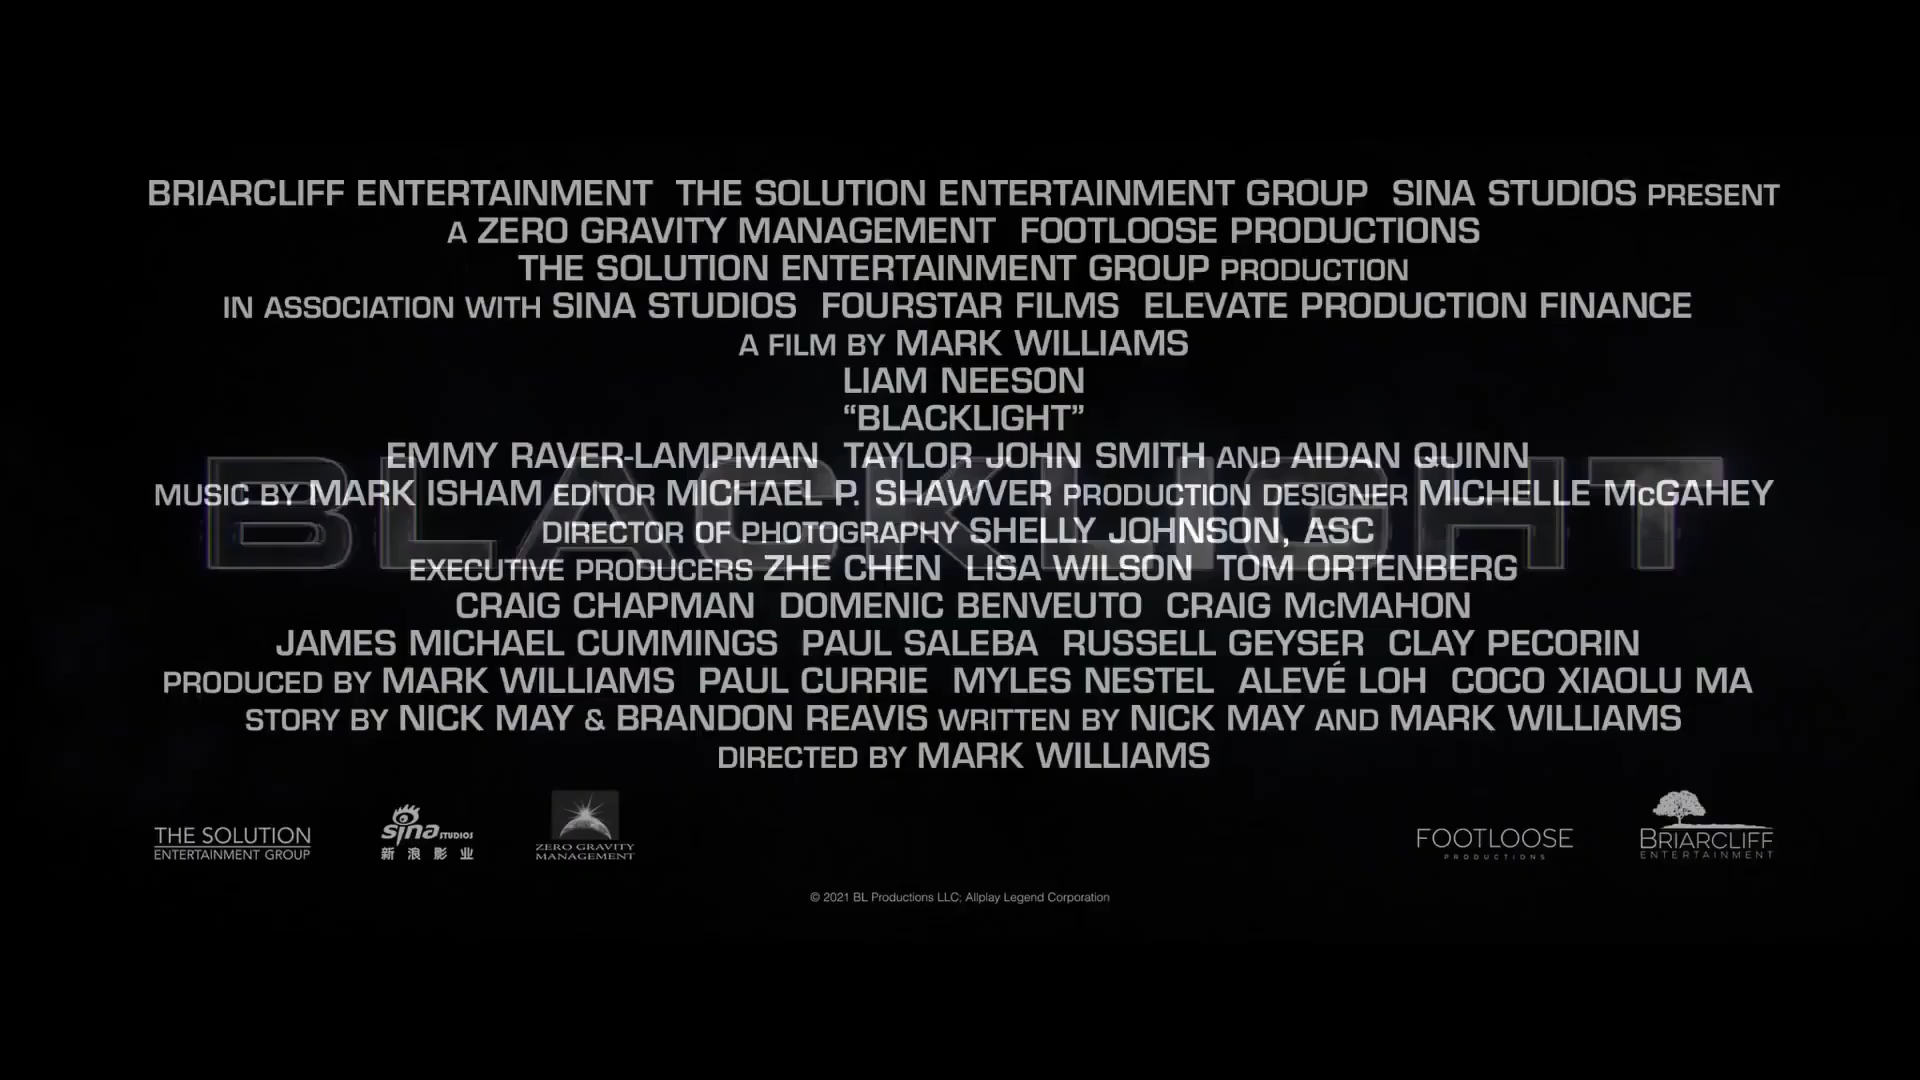 BRIARCLIFF ENTERTAINMENT THE SOLUTION ENTERTAINMENT GROUP SINA STUDIOS PRESENT
A ZERO GRAVITY MANAGEMENT FOOTLOOSE PRODUCTIONS
THE SOLUTION ENTERTAINMENT GROUP PRODUCTION
IN ASSOCIATION WITH SINA STUDIOS FOURSTAR FILMS ELEVATE PRODUCTION FINANCE
A FILM BY MARK WILLIAMS
LIAM NEESON
“BLACKLIGHT”
EMMY RAVER-LAMPMAN TAYLOR JOHN SMITH AND AIDAN QUINN
BLACKLIGHT
MUSIC BY MARK ISHAM EDITOR MICHAEL P. SHAWVER PRODUCTION DESIGNER MICHELLE McGAHEY
DIRECTOR OF PHOTOGRAPHY SHELLY JOHNSON, ASC
EXECUTIVE PRODUCERS ZHE CHEN LISA WILSON TOM ORTENBERG
CRAIG CHAPMAN DOMENIC BENVEUTO CRAIG McMAHON
JAMES MICHAEL CUMMINGS PAUL SALEBA RUSSELL GEYSER CLAY PECORIN
PRODUCED BY MARK WILLIAMS PAUL CURRIE MYLES NESTEL ALEVÉ LOH COCO XIAOLU MA
STORY BY NICK MAY & BRANDON REAVIS WRITTEN BY NICK MAY AND MARK WILLIAMS
DIRECTED BY MARK WILLIAMS
THE SOLUTION
ENTERTAINMENT GROUP
sina STUDIOS
新浪影业
ZERO GRAVITY
MANAGEMENT
FOOTLOOSE
PRODUCTIONS
BRIARCLIFF
ENTERTAINMENT
© 2021 BL Productions LLC; Allplay Legend Corporation